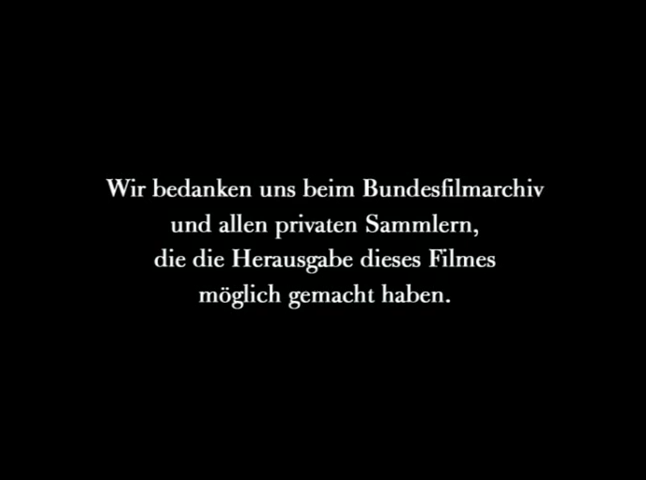 Wir bedanken uns beim Bundesfilmarchiv
und allen privaten Sammlern,
die die Herausgabe dieses Filmes
möglich gemacht haben.